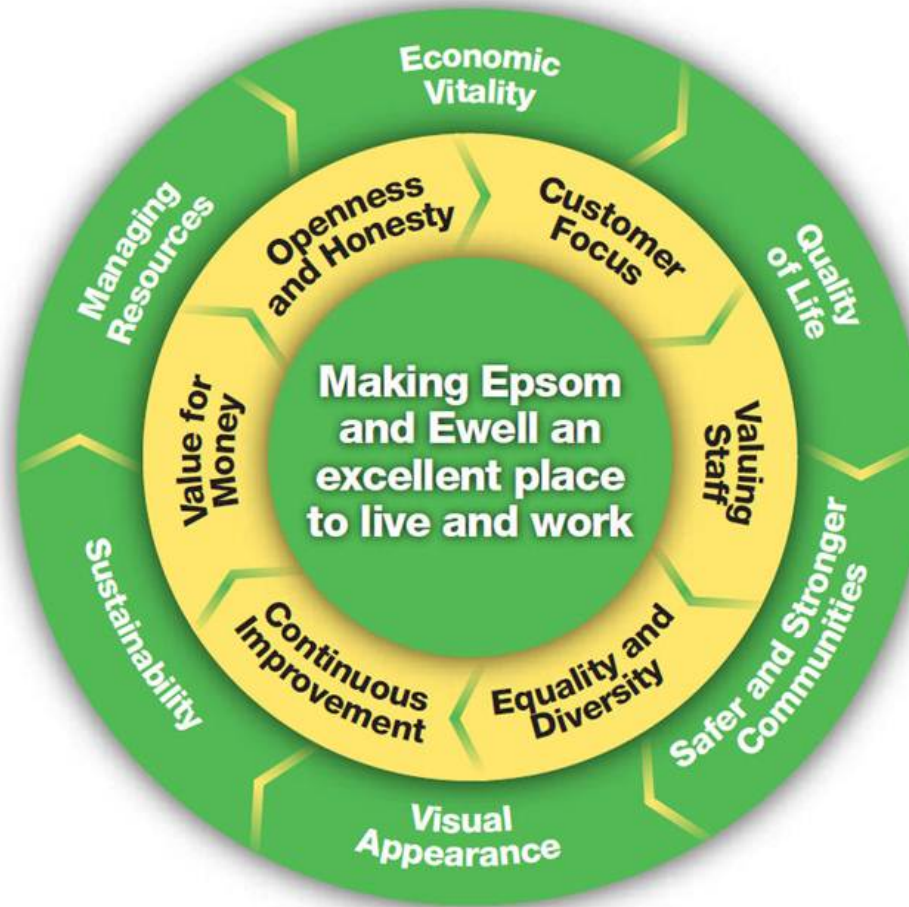 Economic
Vitality
Quality
of Life
Safer and Stronger
Communities
Visual
Appearance
Sustainability
Managing
Resources
Openness
and Honesty
Customer
Focus
Valuing
Staff
Equality and
Diversity
Continuous
Improvement
Value for
Money
Making Epsom
and Ewell an
excellent place
to live and work